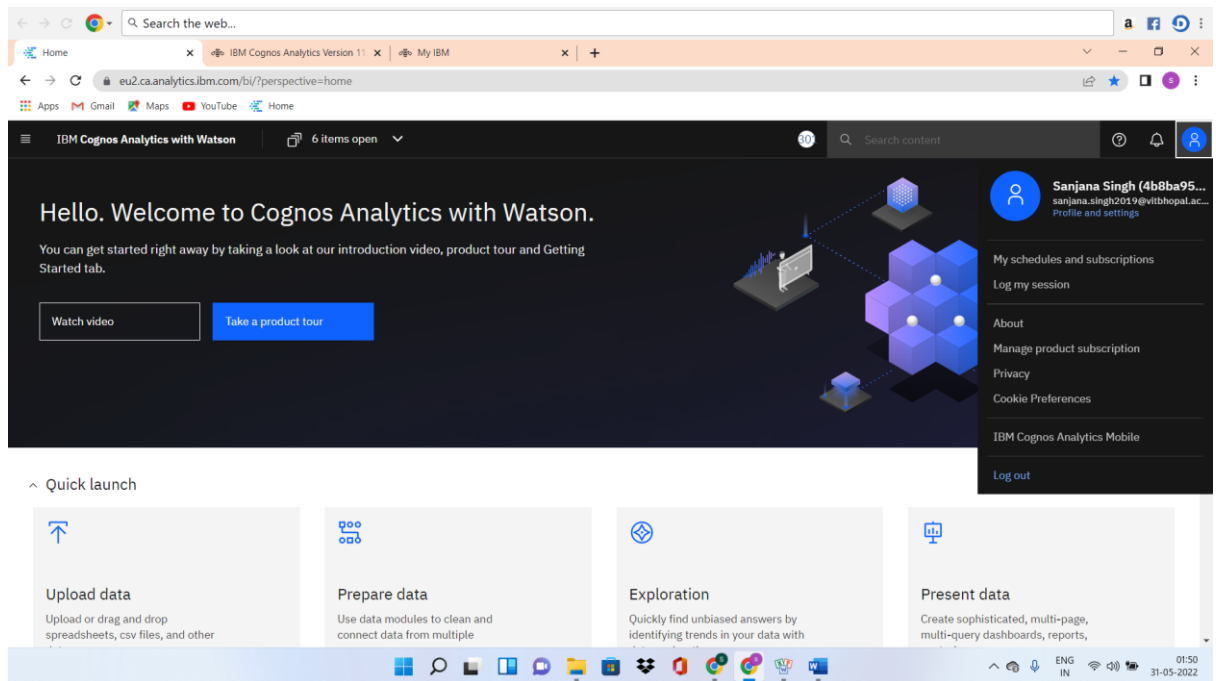 Search the web...
a
Home
IBM Cognos Analytics Version 11
My IBM
eu2.ca.analytics.ibm.com/bi/?perspective=home
s
Apps
Gmail
Maps
YouTube
Home
IBM Cognos Analytics with Watson
6 items open
30
Search content
Sanjana Singh (4b8ba95...
sanjana.singh2019@vitbhopal.ac...
Profile and settings
Hello. Welcome to Cognos Analytics with Watson.
You can get started right away by taking a look at our introduction video, product tour and Getting
Started tab.
Watch video
Take a product tour
My schedules and subscriptions
Log my session
About
Manage product subscription
Privacy
Cookie Preferences
IBM Cognos Analytics Mobile
Log out
Quick launch
Upload data
Upload or drag and drop
spreadsheets, csv files, and other
Prepare data
Use data modules to clean and
connect data from multiple
Exploration
Quickly find unbiased answers by
identifying trends in your data with
Present data
Create sophisticated, multi-page,
multi-query dashboards, reports,
ENG
IN
01:50
31-05-2022